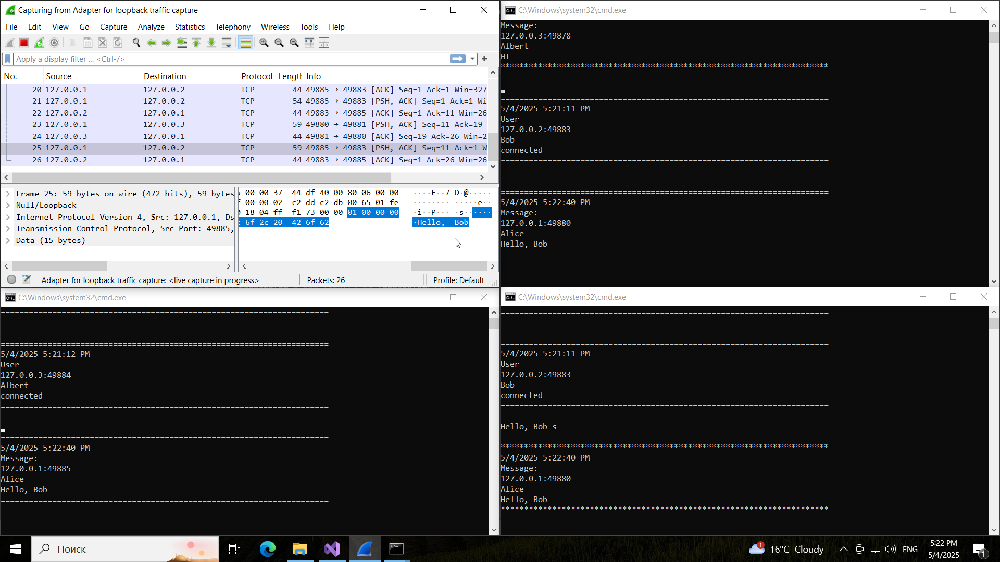 Capturing from Adapter for loopback traffic capture
File Edit View Go Capture Analyze Statistics Telephony Wireless Tools Help
Apply a display filter ... <Ctrl-/>
No. Source Destination Protocol Length Info
20 127.0.0.1 127.0.0.2 TCP 44 49885 → 49883 [ACK] Seq=1 Ack=1 Win=327
21 127.0.0.1 127.0.0.2 TCP 54 49885 → 49883 [PSH, ACK] Seq=1 Ack=1 Wi
22 127.0.0.2 127.0.0.1 TCP 44 49883 → 49885 [ACK] Seq=1 Ack=11 Win=26
23 127.0.0.1 127.0.0.3 TCP 59 49880 → 49881 [PSH, ACK] Seq=11 Ack=19
24 127.0.0.3 127.0.0.1 TCP 44 49881 → 49880 [ACK] Seq=19 Ack=26 Win=2
25 127.0.0.1 127.0.0.2 TCP 59 49885 → 49883 [PSH, ACK] Seq=11 Ack=1 W
26 127.0.0.2 127.0.0.1 TCP 44 49883 → 49885 [ACK] Seq=1 Ack=26 Win=26
Frame 25: 59 bytes on wire (472 bits), 59 bytes
Null/Loopback
Internet Protocol Version 4, Src: 127.0.0.1, Ds
Transmission Control Protocol, Src Port: 49885,
Data (15 bytes)
00 00 37 44 df 40 00 80 06 00 00 ····E··7 D·@·····
00 00 02 c2 dd c2 db 00 65 01 fe ········ ·····e··
18 04 ff f1 73 00 00 01 00 00 00 ·i··P··· ·s······
6f 2c 20 42 6f 62 ·Hello, Bob
Adapter for loopback traffic capture: <live capture in progress> Packets: 26 Profile: Default
C:\Windows\system32\cmd.exe
Message:
127.0.0.3:49878
Albert
HI
**********************************************************************
======================================================================
5/4/2025 5:21:11 PM
User
127.0.0.2:49883
Bob
connected
======================================================================
======================================================================
5/4/2025 5:22:40 PM
Message:
127.0.0.1:49880
Alice
Hello, Bob
======================================================================
C:\Windows\system32\cmd.exe
======================================================================
======================================================================
5/4/2025 5:21:12 PM
User
127.0.0.3:49884
Albert
connected
======================================================================
======================================================================
5/4/2025 5:22:40 PM
Message:
127.0.0.1:49885
Alice
Hello, Bob
======================================================================
C:\Windows\system32\cmd.exe
======================================================================
======================================================================
5/4/2025 5:21:11 PM
User
127.0.0.2:49883
Bob
connected
======================================================================
Hello, Bob-s
**********************************************************************
5/4/2025 5:22:40 PM
Message:
127.0.0.1:49880
Alice
Hello, Bob
**********************************************************************
Поиск
1
16°C Cloudy
ENG
5:22 PM
5/4/2025
1